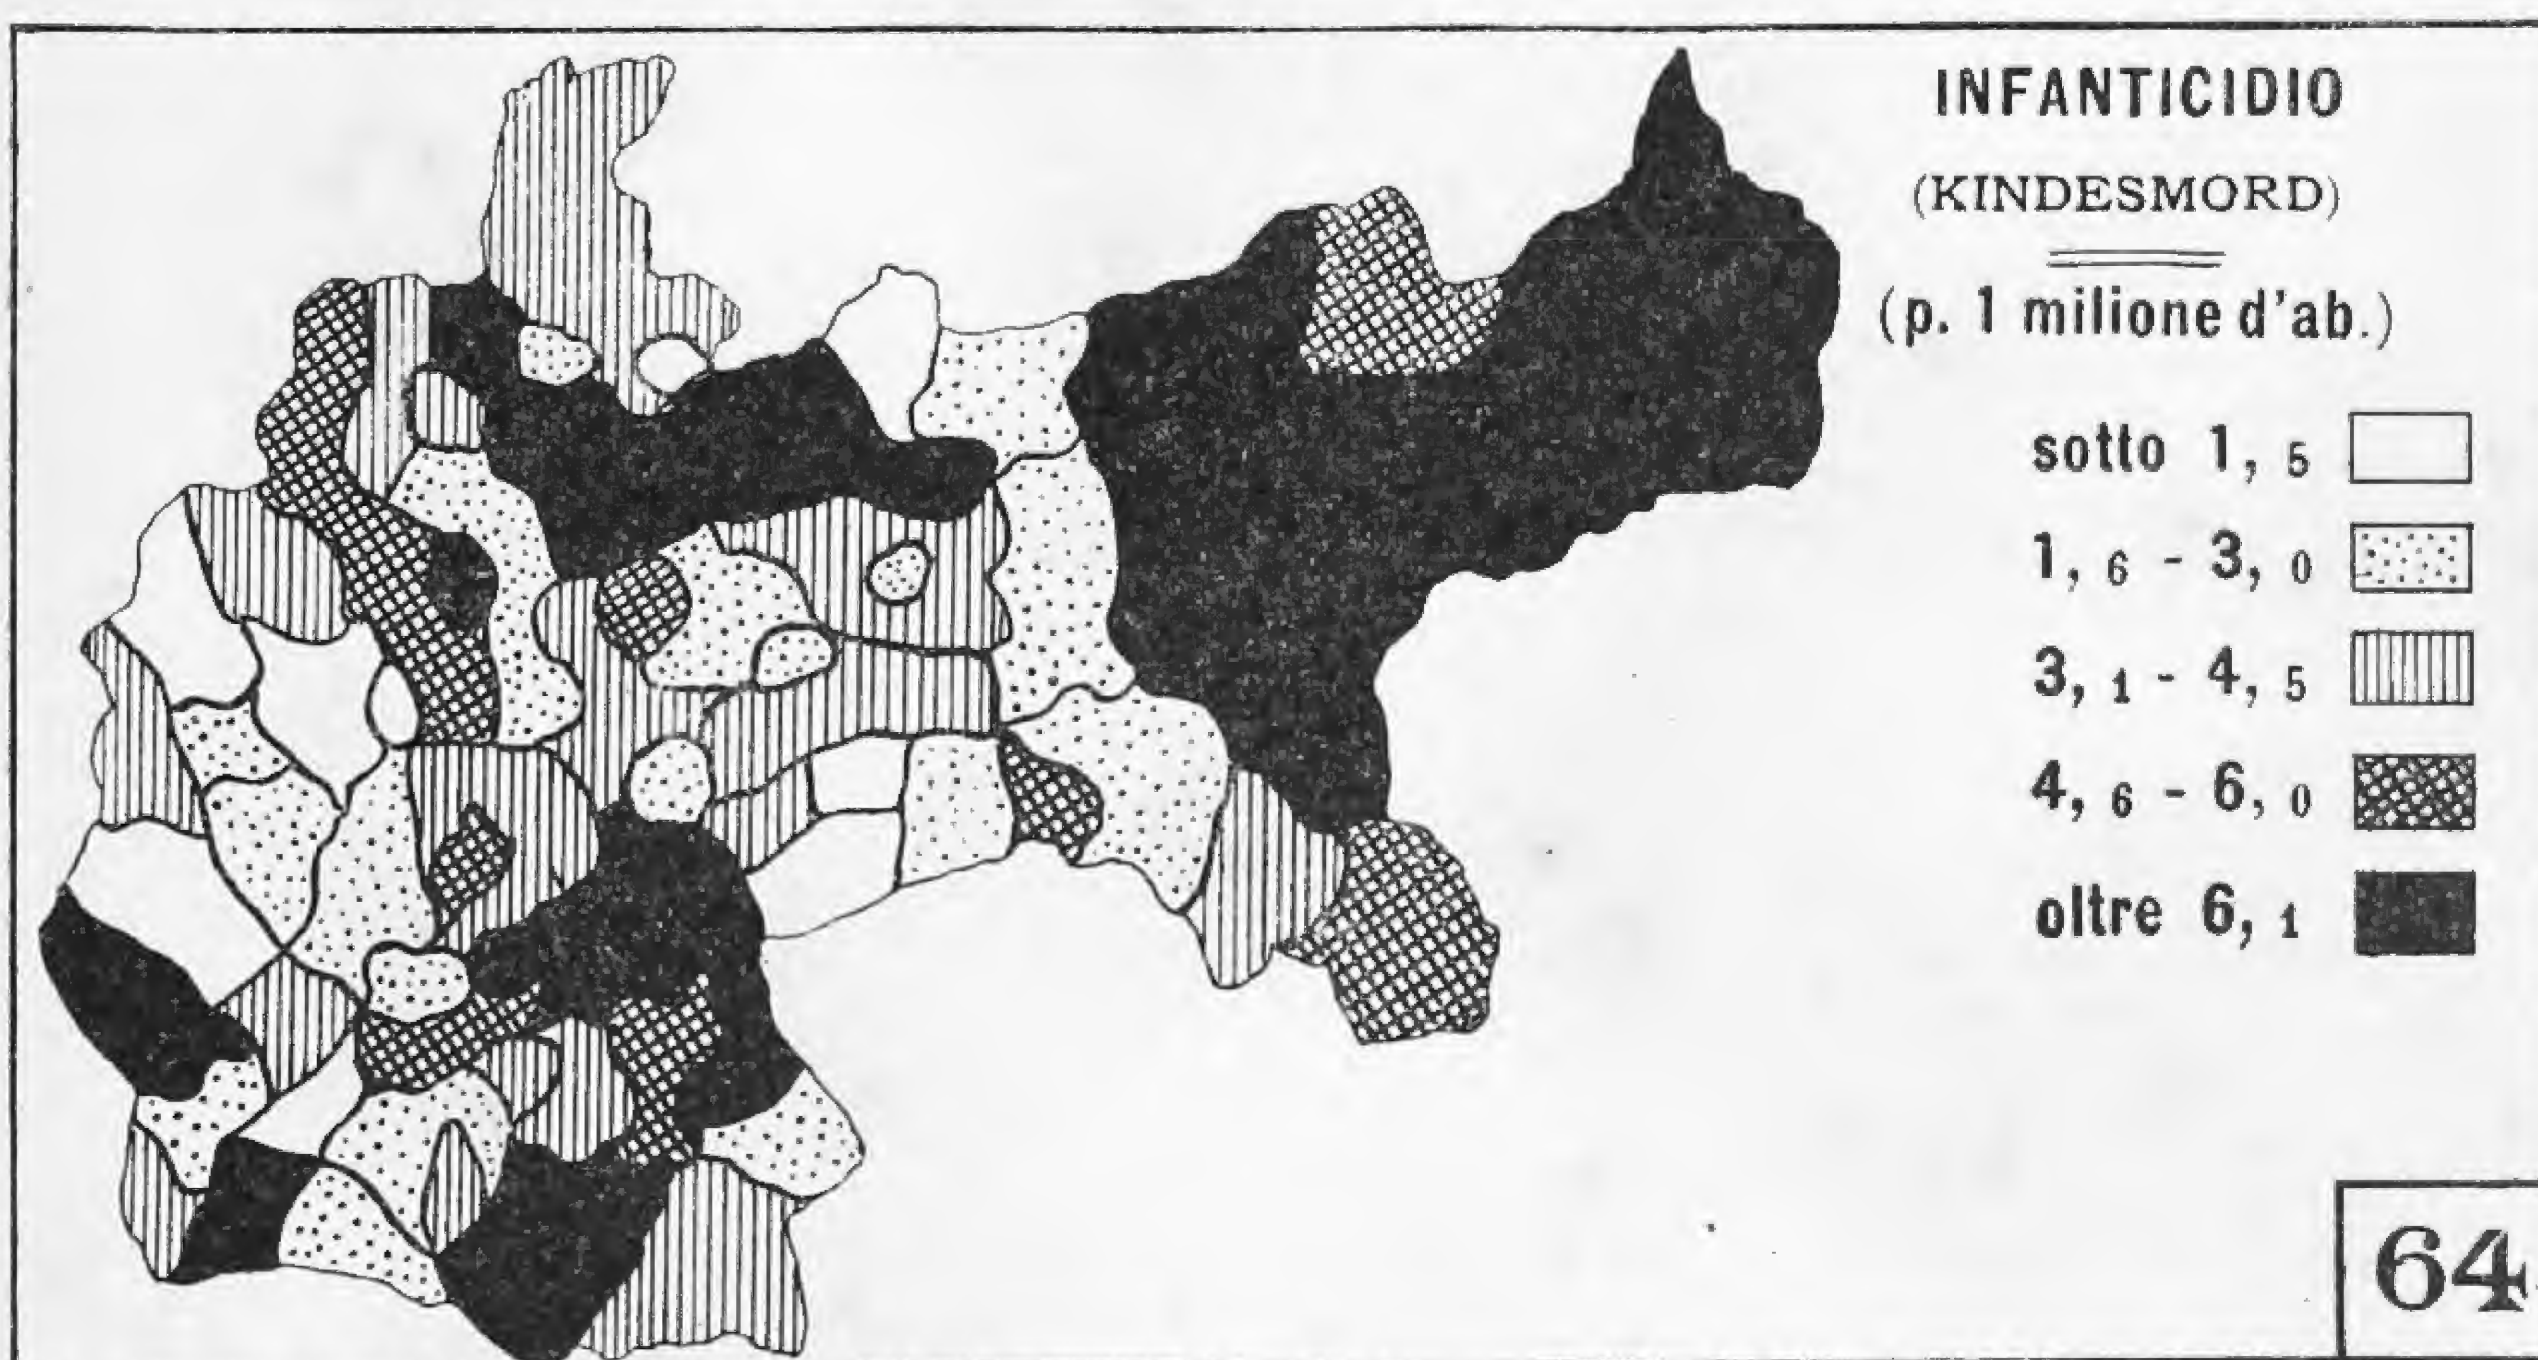 INFANTICIDIO
(KINDESMORD)
(p. 1 milione d'ab.)
sotto 1, 5
1, 6 - 3, 0
3, 1 - 4, 5
4, 6 - 6, 0
oltre 6, 1
64